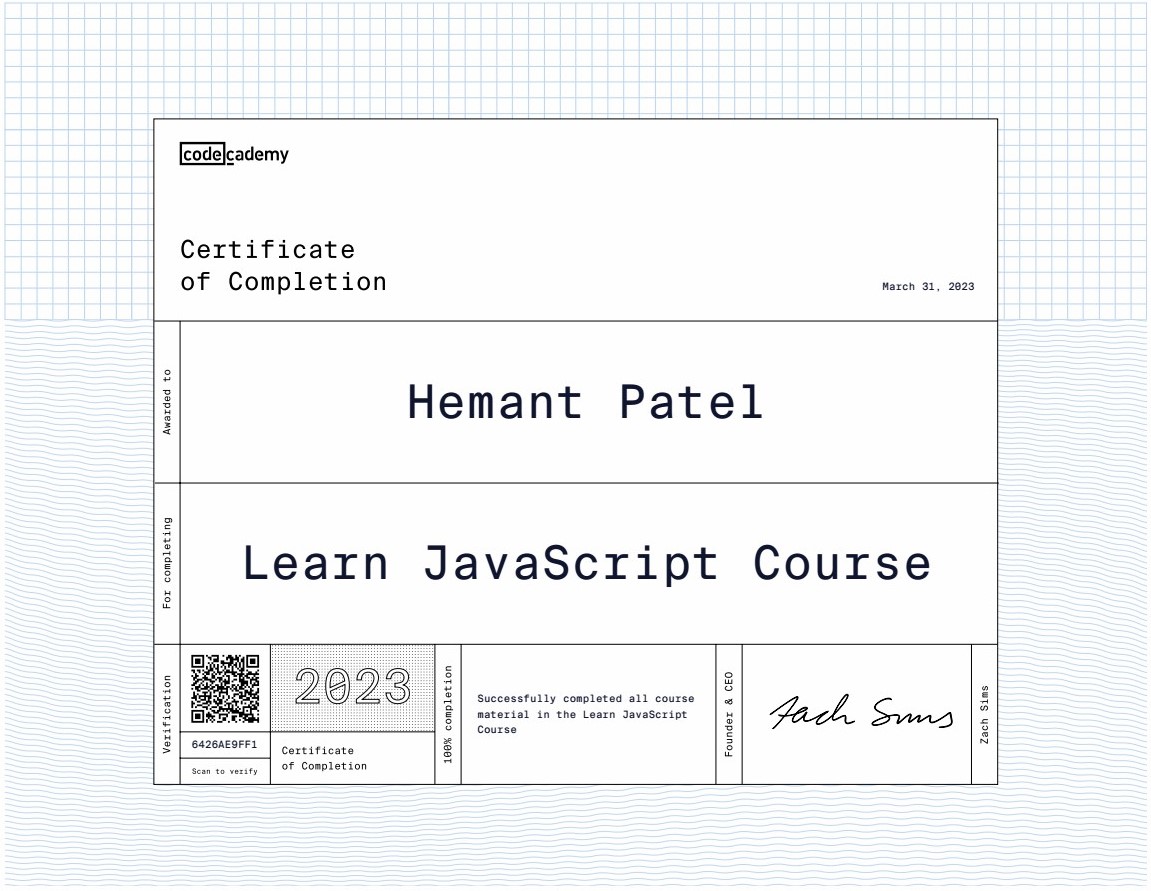 codecademy
Certificate
of Completion
March 31, 2023
Awarded to
Hemant Patel
For completing
Learn JavaScript Course
Verification
6426AE9FF1
Scan to verify
2023
Certificate
of Completion
100% completion
Successfully completed all course
material in the Learn JavaScript
Course
Founder & CEO
Zach Sims
Zach Sims